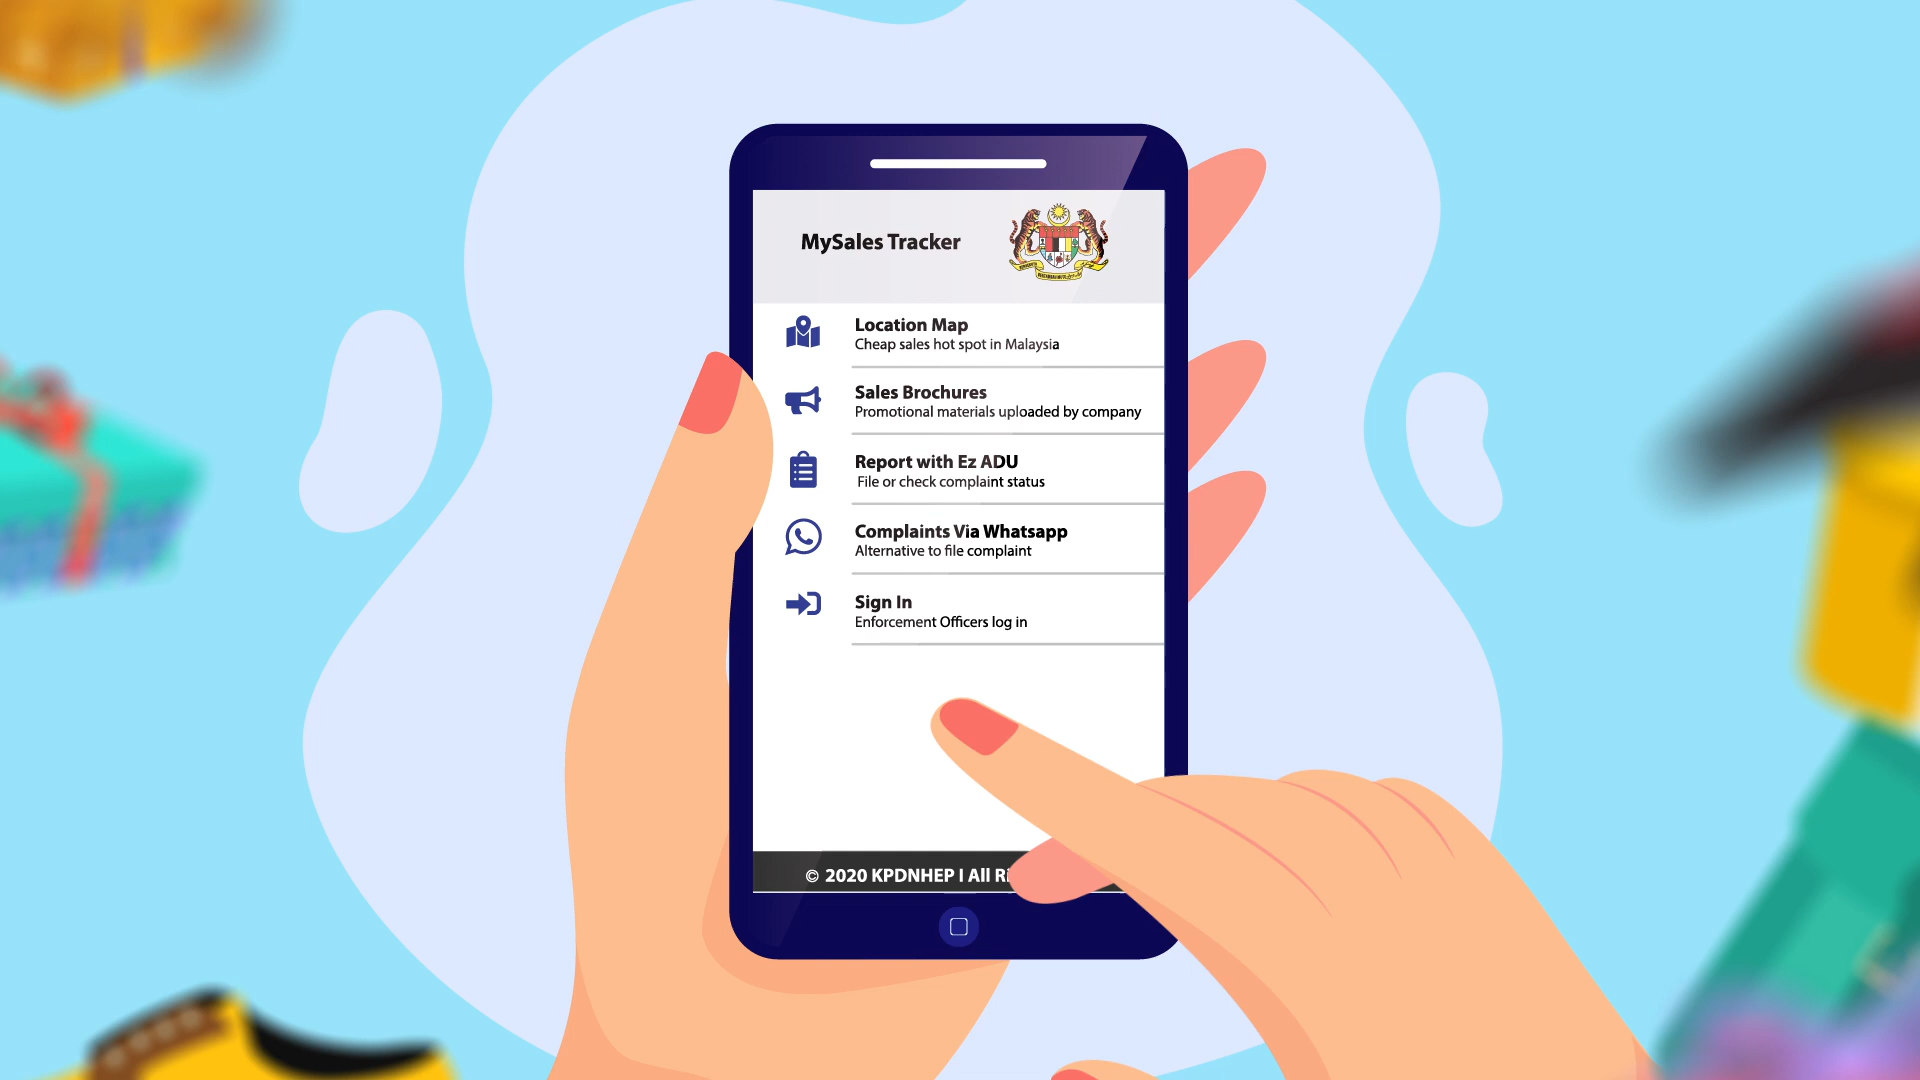 MySales Tracker
Location Map
Cheap sales hot spot in Malaysia
Sales Brochures
Promotional materials uploaded by company
Report with Ez ADU
File or check complaint status
Complaints Via Whatsapp
Alternative to file complaint
Sign In
Enforcement Officers log in
© 2020 KPDNHEP I All